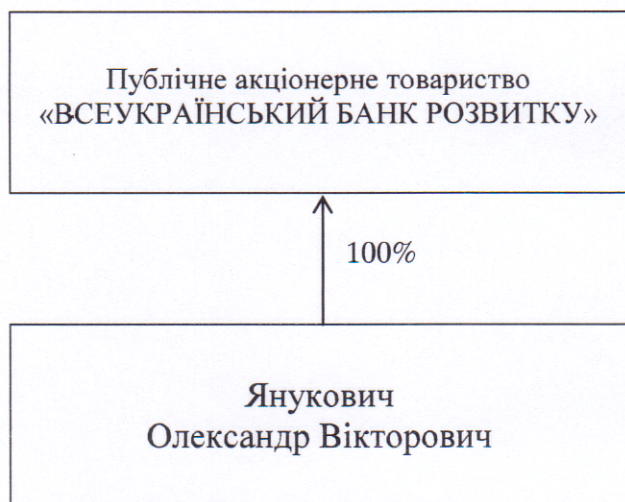 Публічне акціонерне товариство
«ВСЕУКРАЇНСЬКИЙ БАНК РОЗВИТКУ»
100%
Янукович
Олександр Вікторович